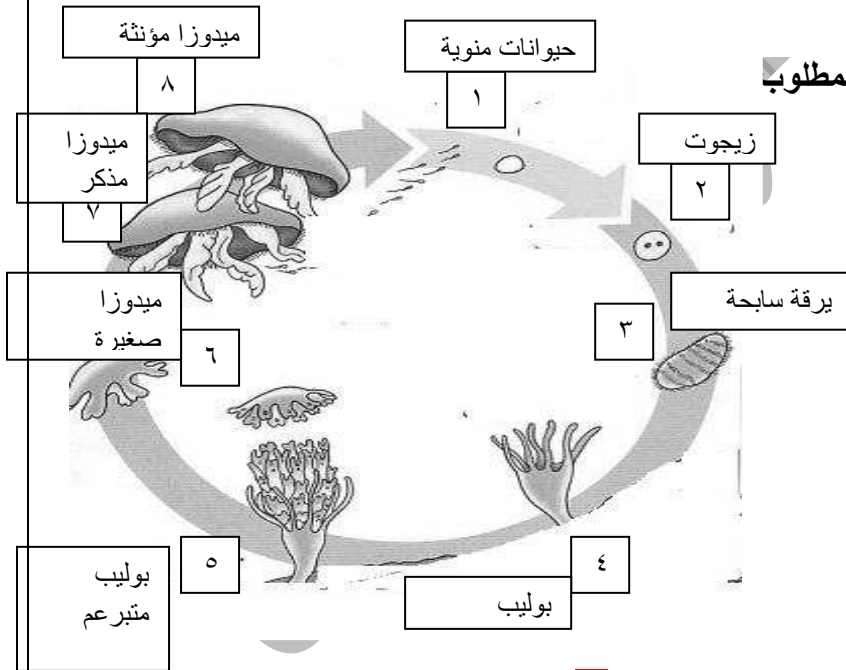 مطلوب
حيوانات منوية
١
زيجوت
٢
يرقة سابحة
٣
بوليب
٤
بوليب
متبرعم
٥
ميدوزا
صغيرة
٦
ميدوزا
مذكر
٧
ميدوزا مؤنثة
٨